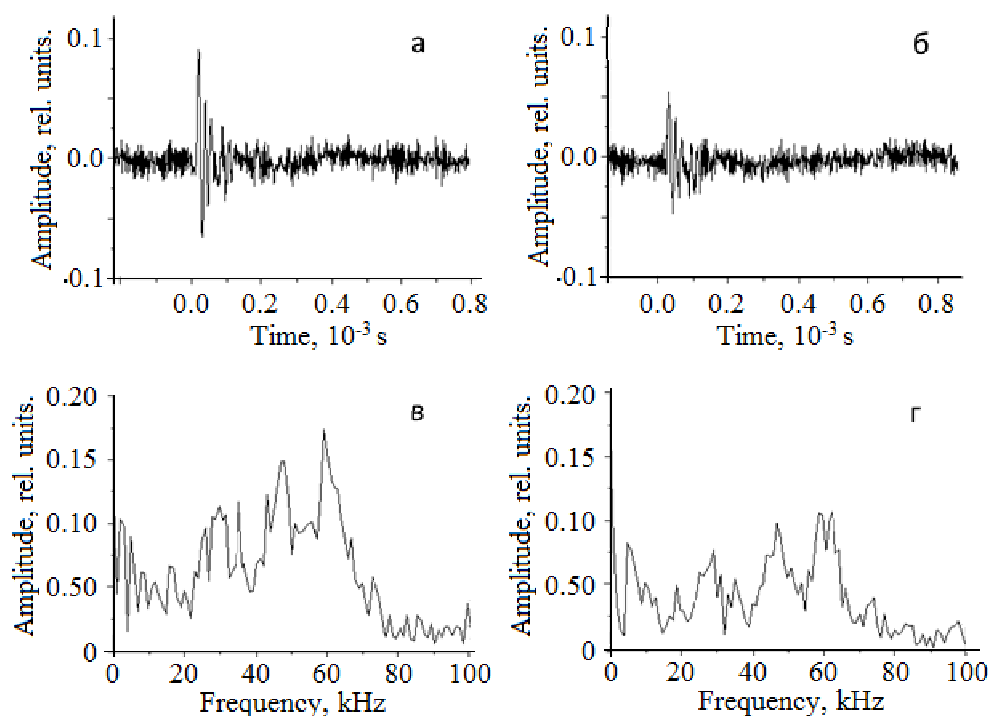 а
Amplitude, rel. units.
0.1
0.0
-0.1
0.0 0.2 0.4 0.6 0.8
Time, 10⁻³ s
б
Amplitude, rel. units.
0.1
0.0
-0.1
0.0 0.2 0.4 0.6 0.8
Time, 10⁻³ s
в
Amplitude, rel. units.
0.20
0.15
0.10
0.50
0
0 20 40 60 80 100
Frequency, kHz
г
Amplitude, rel. units.
0.20
0.15
0.10
0.50
0
0 20 40 60 80 100
Frequency, kHz